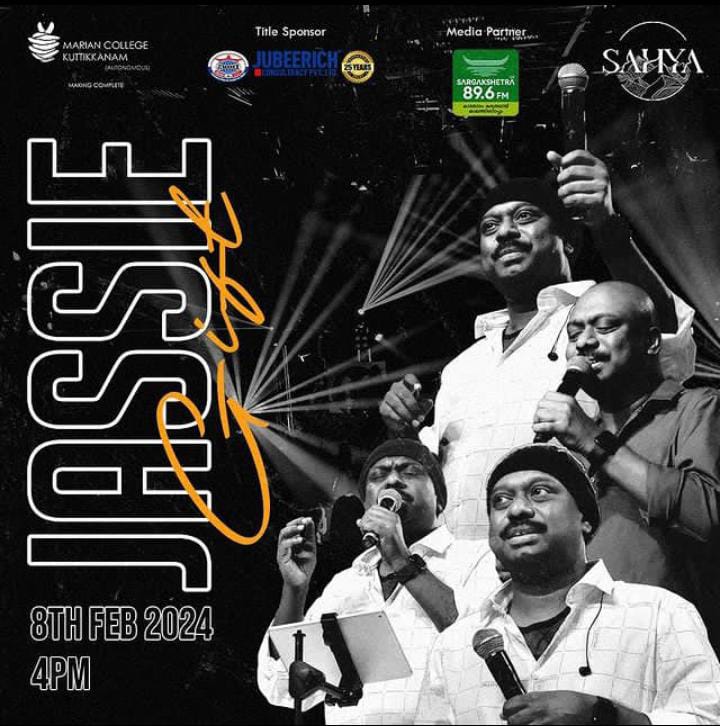 MARIAN COLLEGE
KUTTIKKANAM
(AUTONOMOUS)
MAKING COMPLETE
Title Sponsor
JUBEERICH
CONSULTANCY PVT. LTD.
25 YEARS
Media Partner
SARGAKSHETRA
89.6 FM
SAHYA
JASSIE
Gift
8TH FEB 2024
4PM